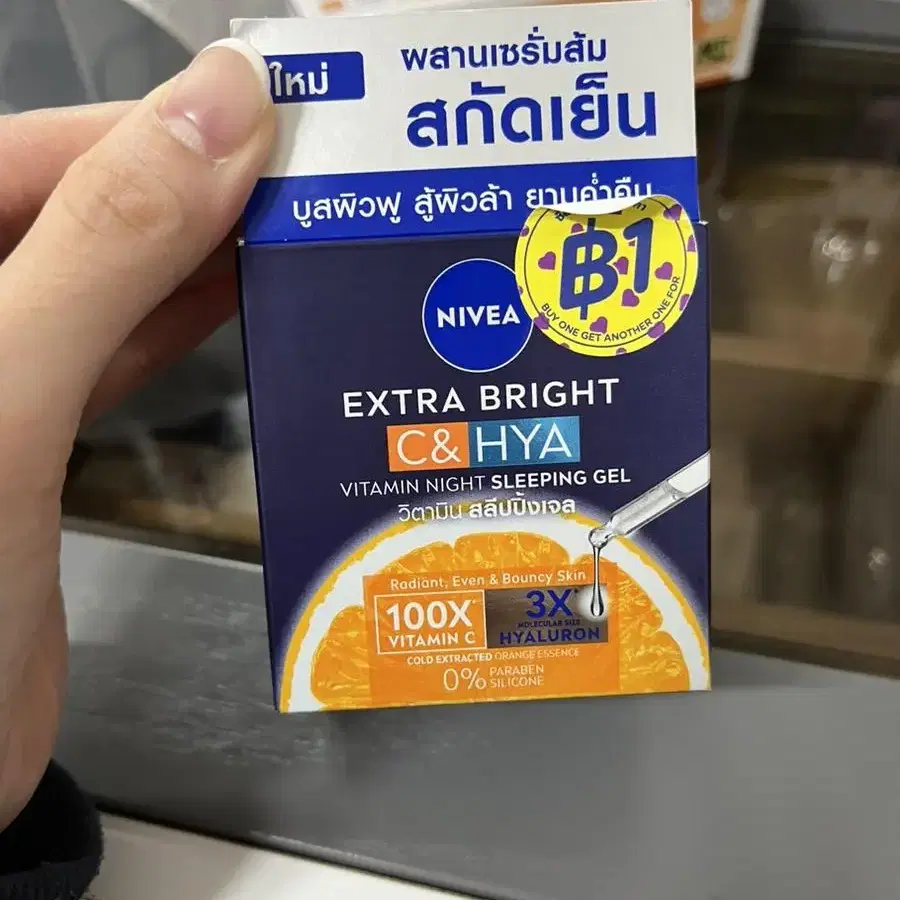 ใหม่
ผสานเซรั่มส้ม
สกัดเย็น
บูสผิวฟู สู้ผิวล้า ยามค่ำคืน
฿1
BUY ONE GET ANOTHER ONE FOR
NIVEA
EXTRA BRIGHT
C& HYA
VITAMIN NIGHT SLEEPING GEL
วิตามิน สลีปปิ้งเจล
Radiant, Even & Bouncy Skin
100X*
VITAMIN C
3X*
MOLECULAR SIZE
HYALURON
COLD EXTRACTED ORANGE ESSENCE
0% PARABEN
SILICONE